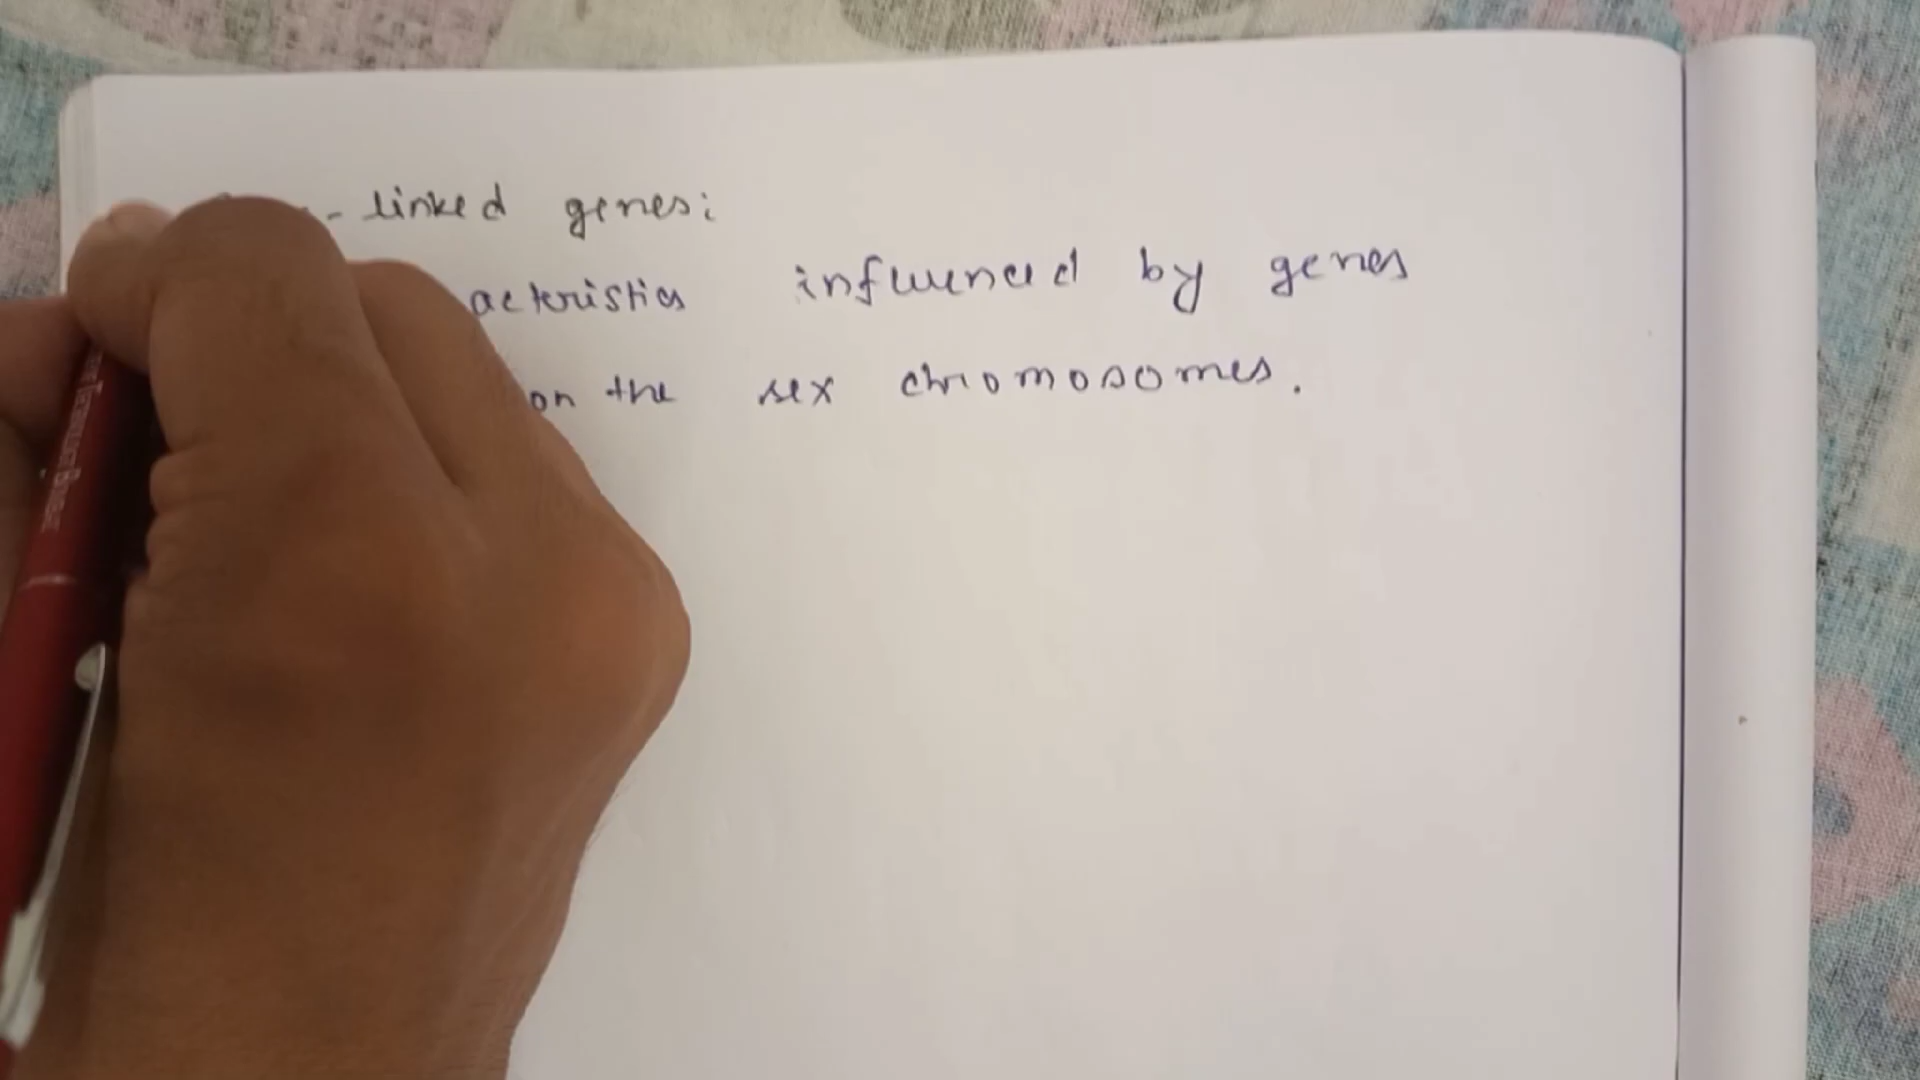 - linked genes:
acteristics influenced by genes
on the sex chromosomes.